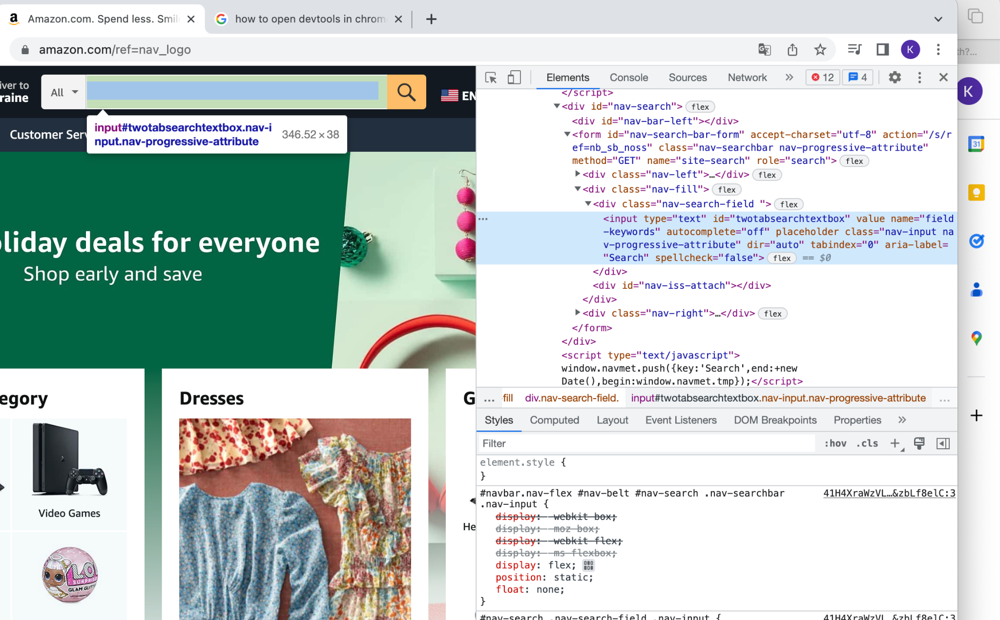 Amazon.com. Spend less. Smil
how to open devtools in chrom
amazon.com/ref=nav_logo
K
th?...
iver to
raine
All
EN
input#twotabsearchtextbox.nav-i
nput.nav-progressive-attribute
346.52 × 38
Customer Serv
oliday deals for everyone
Shop early and save
egory
Dresses
G
Video Games
He
L.O.
SURPRIS
GLAM GLITT
Elements
Console
Sources
Network
12
4
K
31
</script>
<div id="nav-search"> flex
<div id="nav-bar-left"></div>
<form id="nav-search-bar-form" accept-charset="utf-8" action="/s/r
ef=nb_sb_noss" class="nav-searchbar nav-progressive-attribute"
method="GET" name="site-search" role="search"> flex
<div class="nav-left">…</div> flex
<div class="nav-fill"> flex
<div class="nav-search-field "> flex
<input type="text" id="twotabsearchtextbox" value name="field
-keywords" autocomplete="off" placeholder class="nav-input na
v-progressive-attribute" dir="auto" tabindex="0" aria-label=
"Search" spellcheck="false"> flex == $0
</div>
<div id="nav-iss-attach"></div>
</div>
<div class="nav-right">…</div> flex
</form>
</div>
<script type="text/javascript">
window.navmet.push({key:'Search',end:+new
Date(),begin:window.navmet.tmp});</script>
... -fill div.nav-search-field. input#twotabsearchtextbox.nav-input.nav-progressive-attribute ...
Styles
Computed
Layout
Event Listeners
DOM Breakpoints
Properties
Filter
:hov .cls
element.style {
}
#navbar.nav-flex #nav-belt #nav-search .nav-searchbar
.nav-input {
41H4XraWzVL…&zbLf8elC:3
display: -webkit-box;
display: -moz-box;
display: -webkit-flex;
display: -ms-flexbox;
display: flex;
position: static;
float: none;
}
#nav-search .nav-search-field .nav-input {
41H4XraWzVL…&zbLf8elC:3